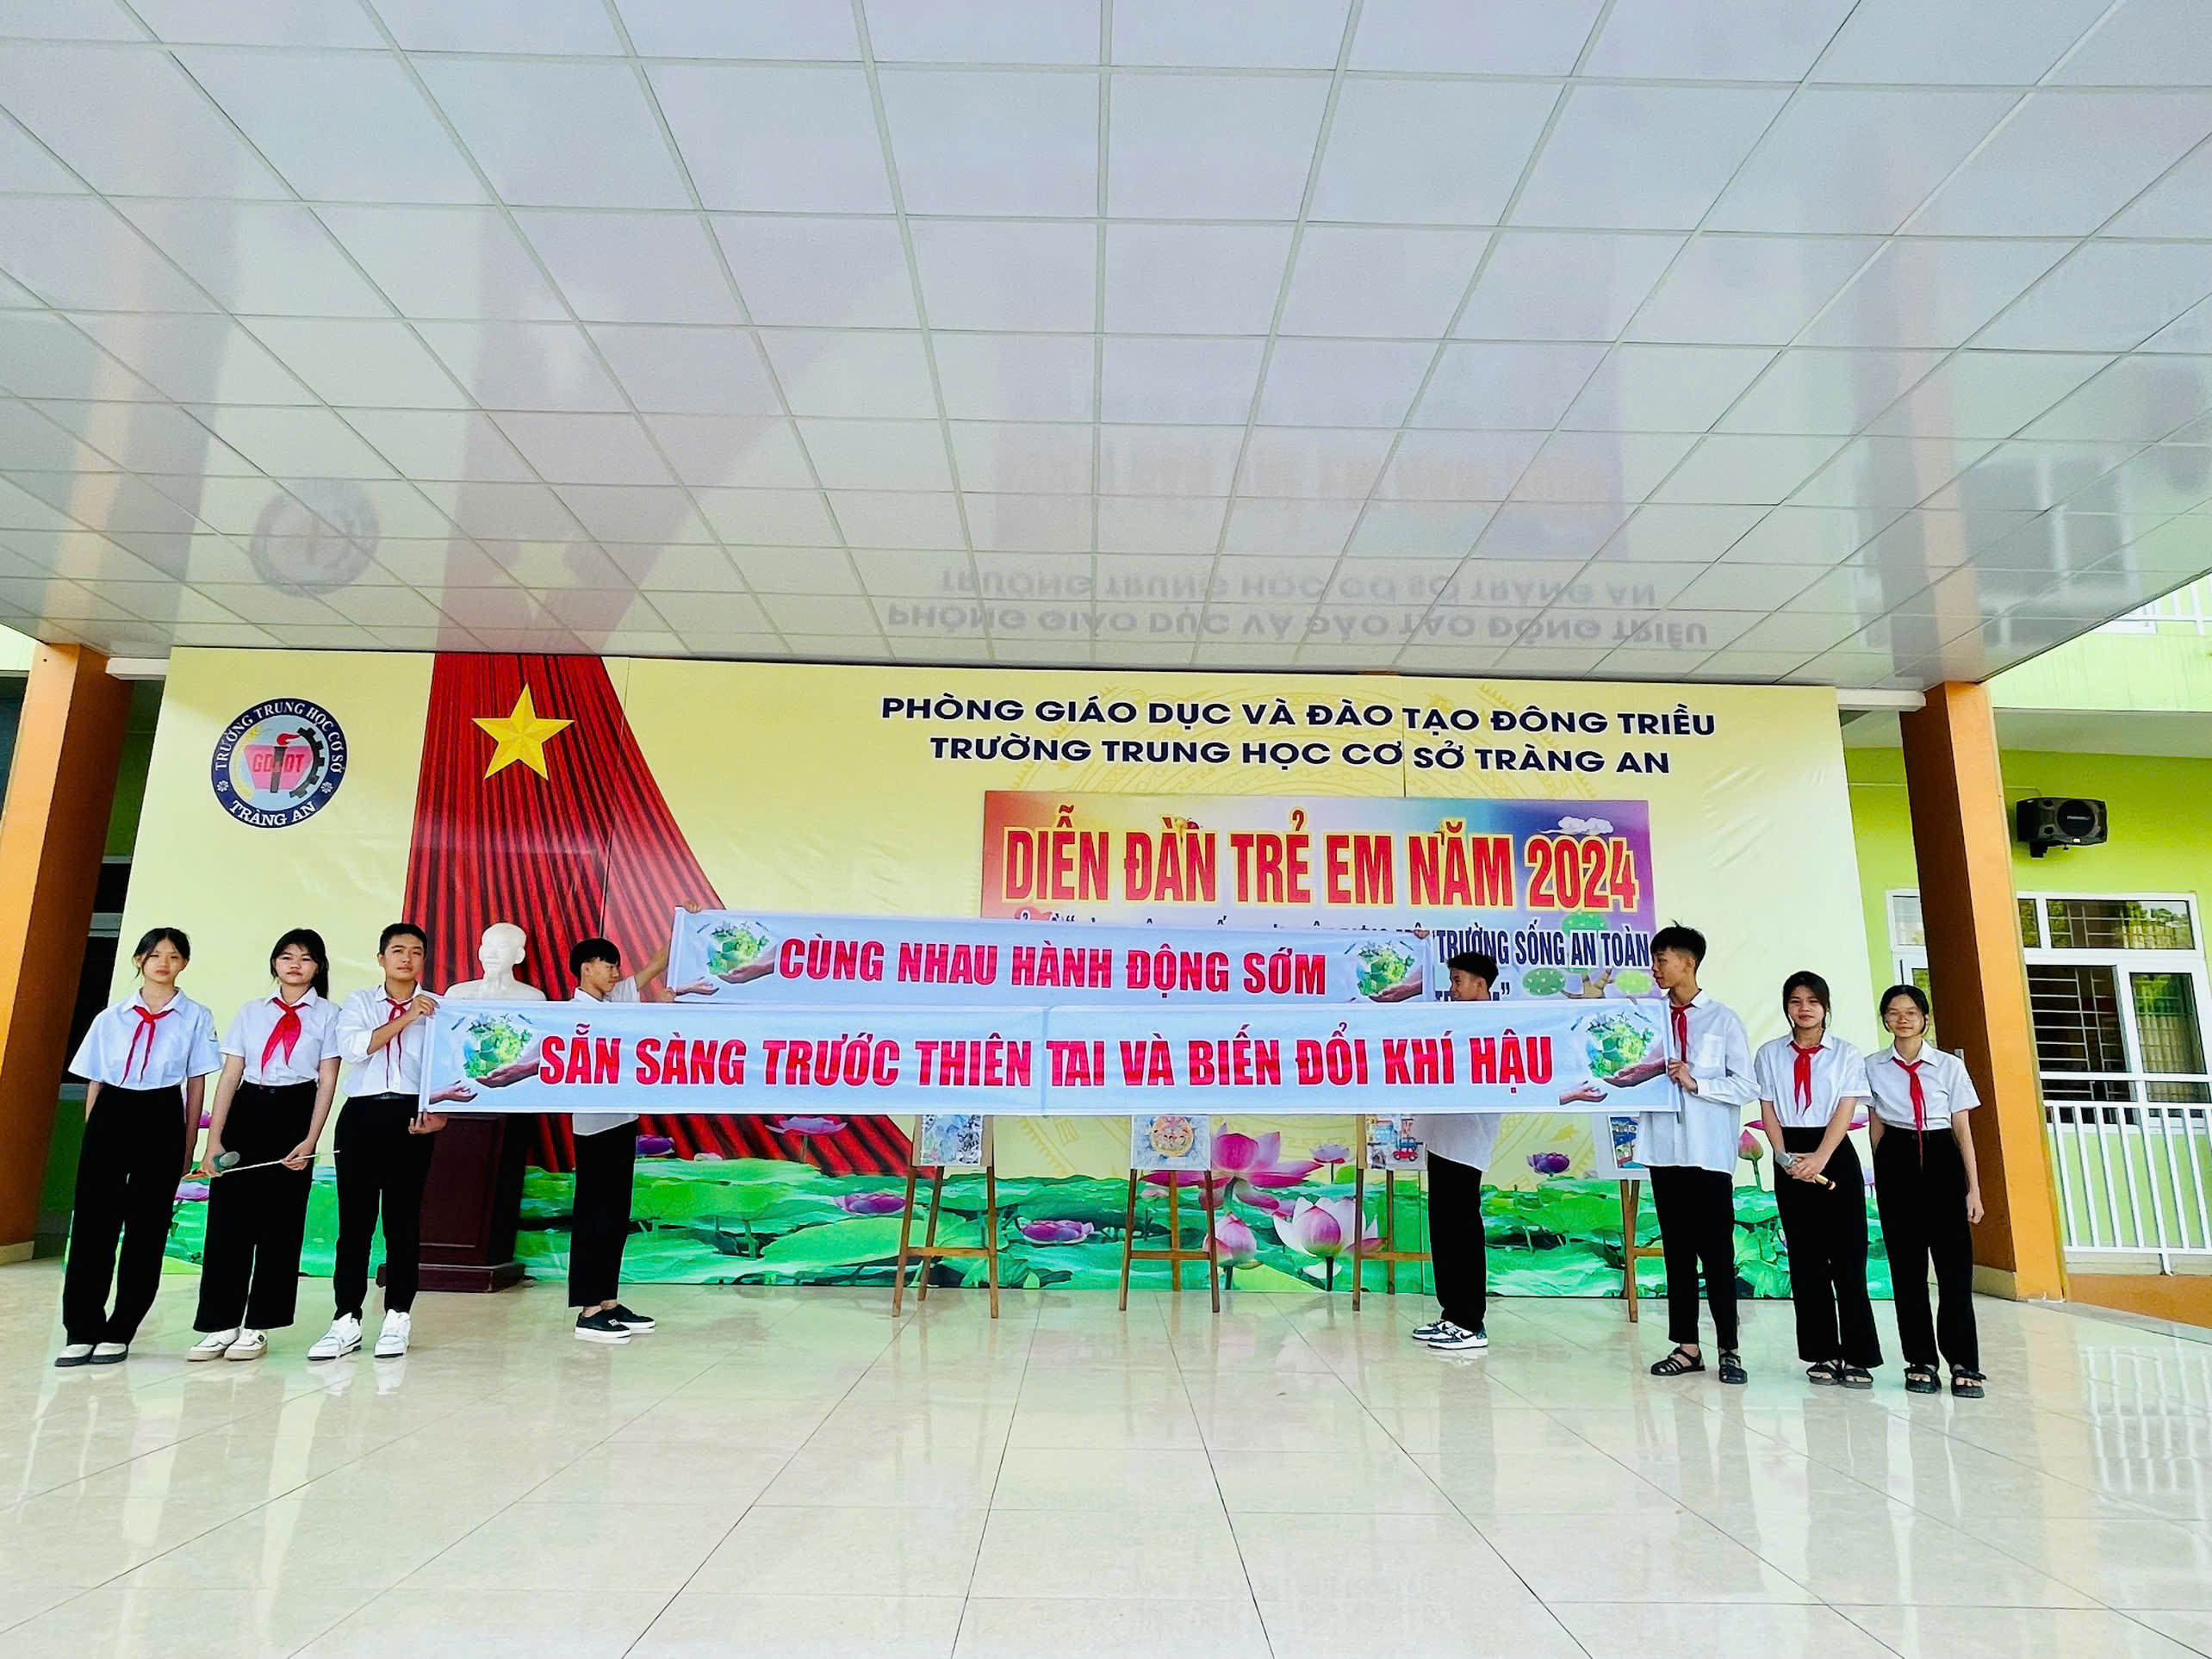 PHÒNG GIÁO DỤC VÀ ĐÀO TẠO ĐÔNG TRIỀU
TRƯỜNG TRUNG HỌC CƠ SỞ TRÀNG AN
TRƯỜNG TRUNG HỌC CƠ SỞ
GD ĐT
TRÀNG AN
DIỄN ĐÀN TRẺ EM NĂM 2024
TRƯỜNG SỐNG AN TOÀN
CÙNG NHAU HÀNH ĐỘNG SỚM
SẴN SÀNG TRƯỚC THIÊN TAI VÀ BIẾN ĐỔI KHÍ HẬU